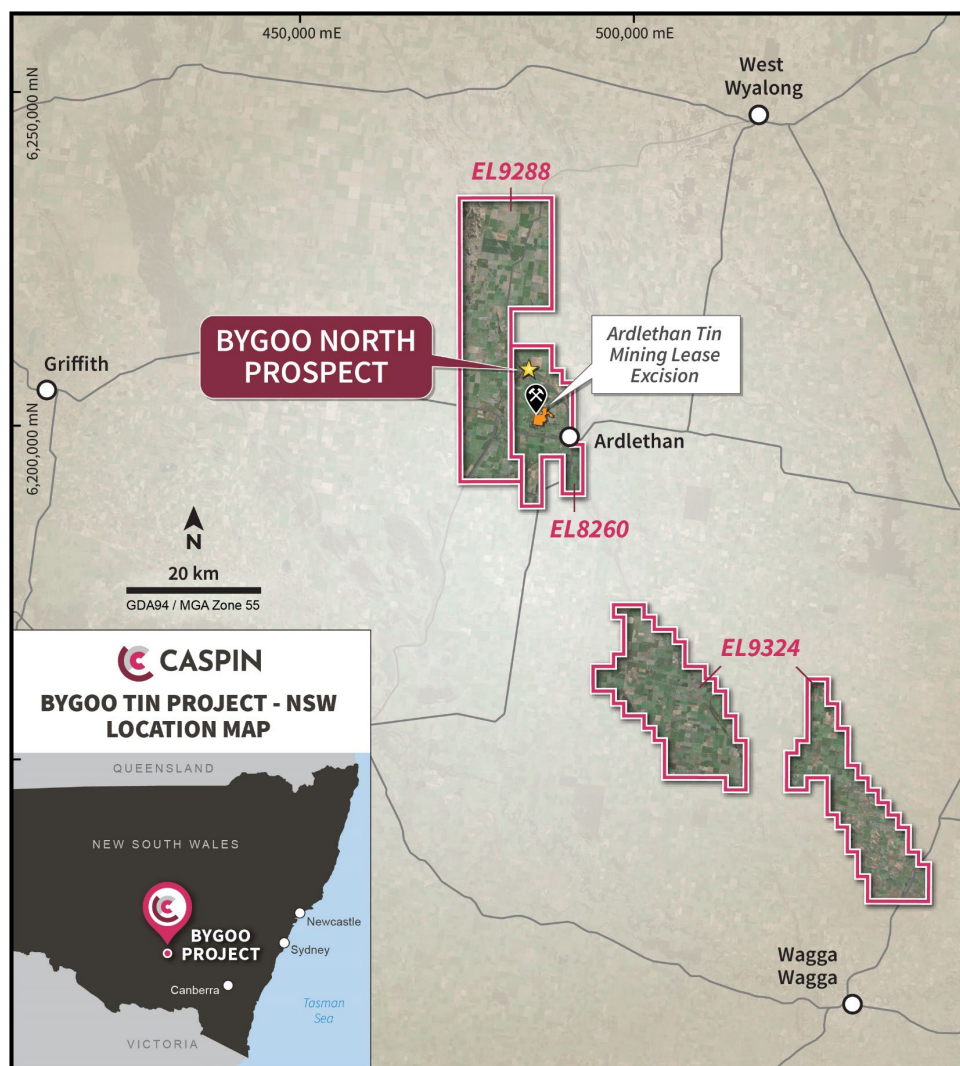 450,000 mE
500,000 mE
6,250,000 mN
6,200,000 mN
West
Wyalong
EL9288
BYGOO NORTH
PROSPECT
Ardlethan Tin
Mining Lease
Excision
Griffith
Ardlethan
EL8260
N
20 km
GDA94 / MGA Zone 55
EL9324
CASPIN
BYGOO TIN PROJECT - NSW
LOCATION MAP
QUEENSLAND
NEW SOUTH WALES
BYGOO
PROJECT
Newcastle
Sydney
Canberra
Tasman
Sea
VICTORIA
Wagga
Wagga